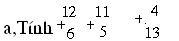 a,Tính + 12 + 11 + 4
6 5 13